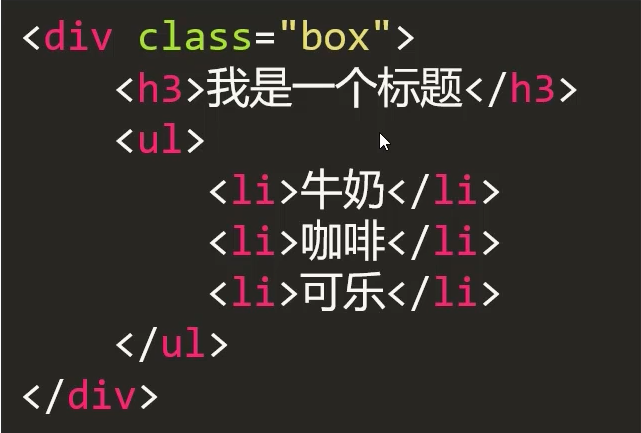 <div class="box">
    <h3>我是一个标题</h3>
    <ul>
        <li>牛奶</li>
        <li>咖啡</li>
        <li>可乐</li>
    </ul>
</div>